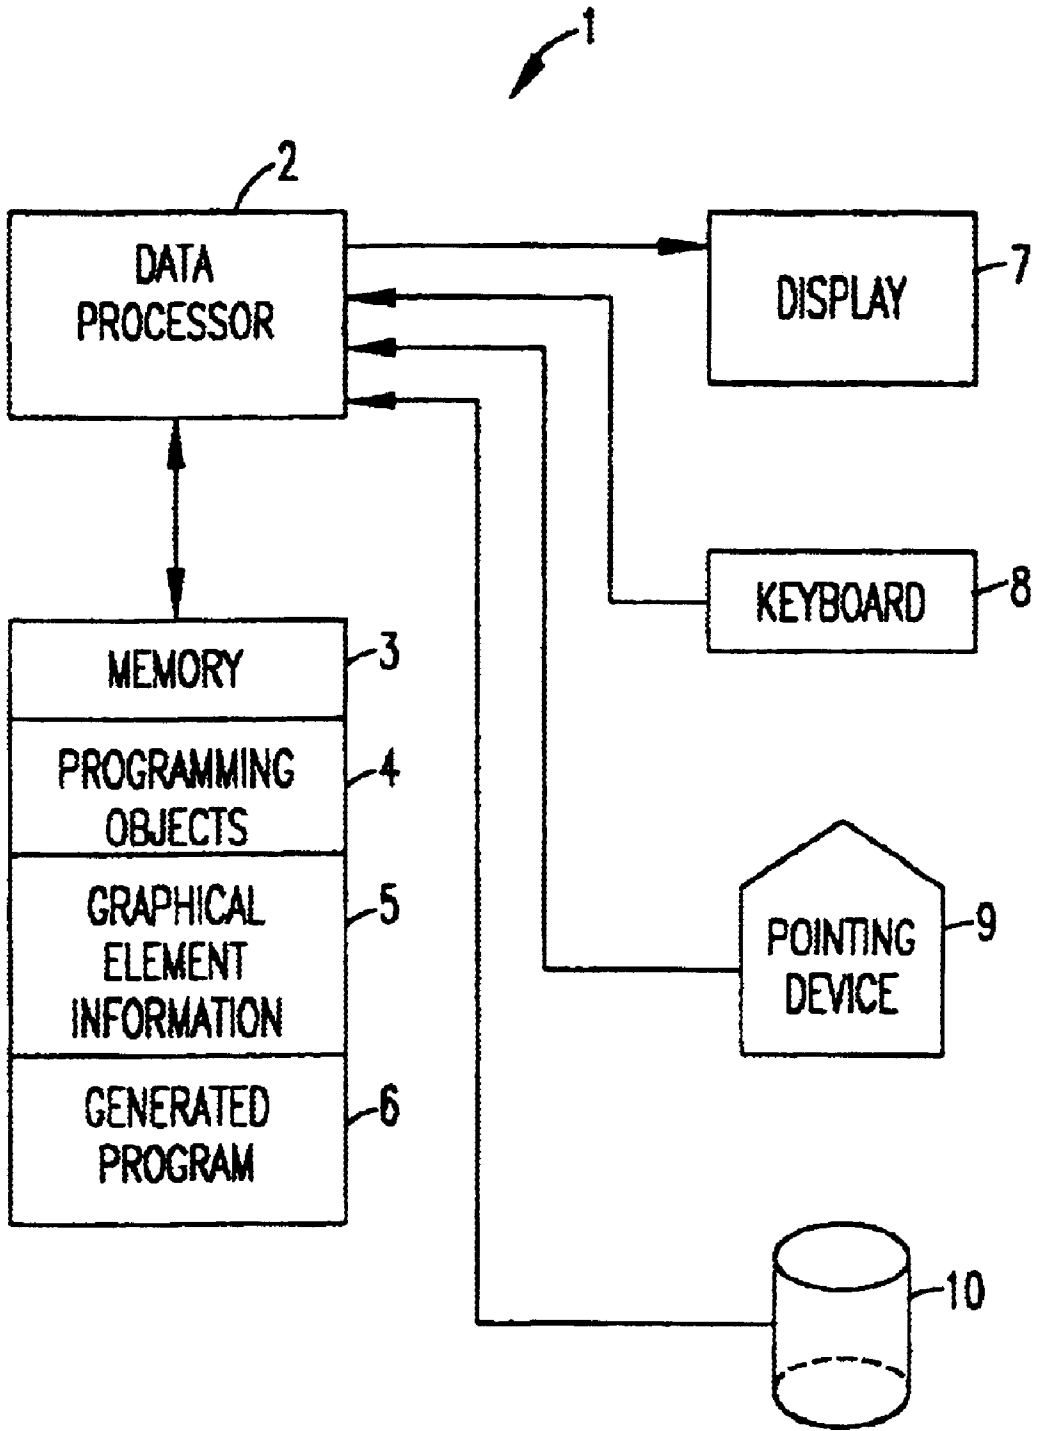 1
2
DATA
PROCESSOR
DISPLAY
7
KEYBOARD
8
MEMORY
3
PROGRAMMING
OBJECTS
4
GRAPHICAL
ELEMENT
INFORMATION
5
GENERATED
PROGRAM
6
POINTING
DEVICE
9
10